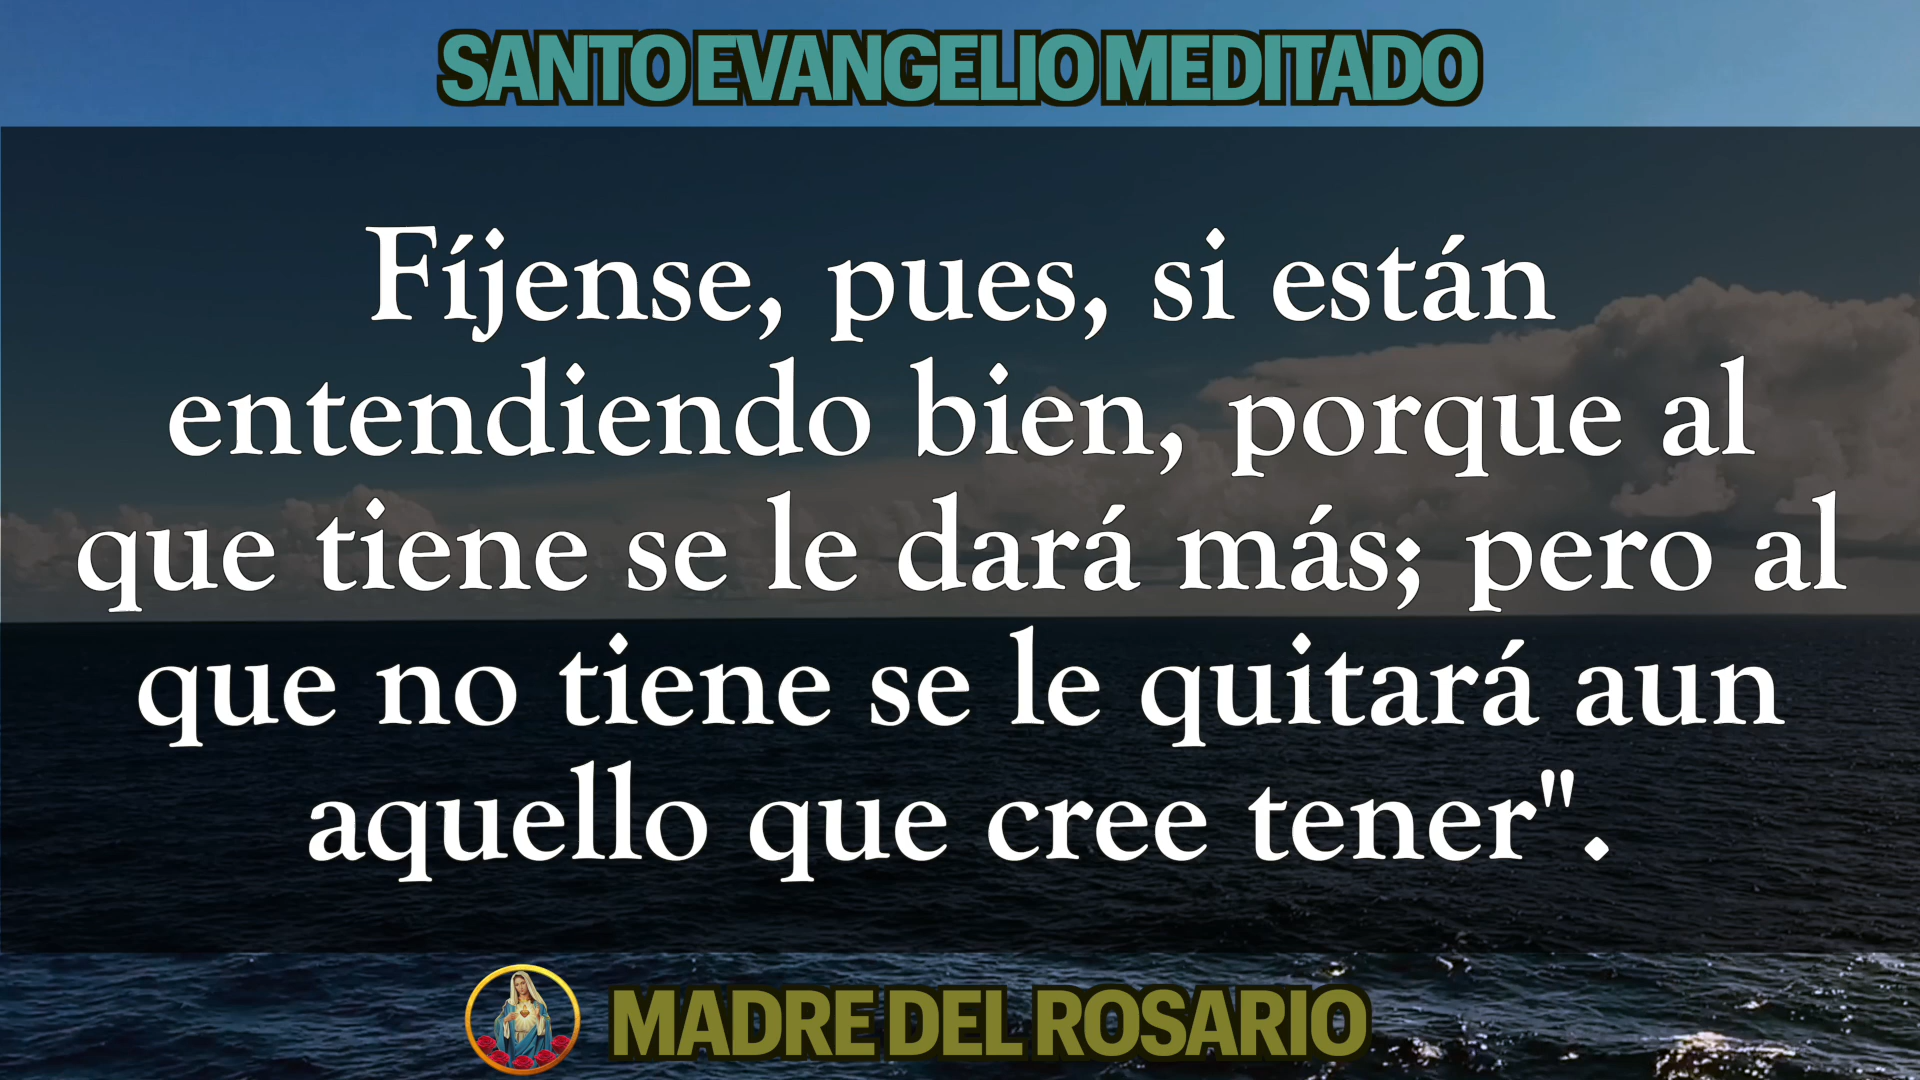 SANTO EVANGELIO MEDITADO
Fíjense, pues, si están
entendiendo bien, porque al
que tiene se le dará más; pero al
que no tiene se le quitará aun
aquello que cree tener".
MADRE DEL ROSARIO